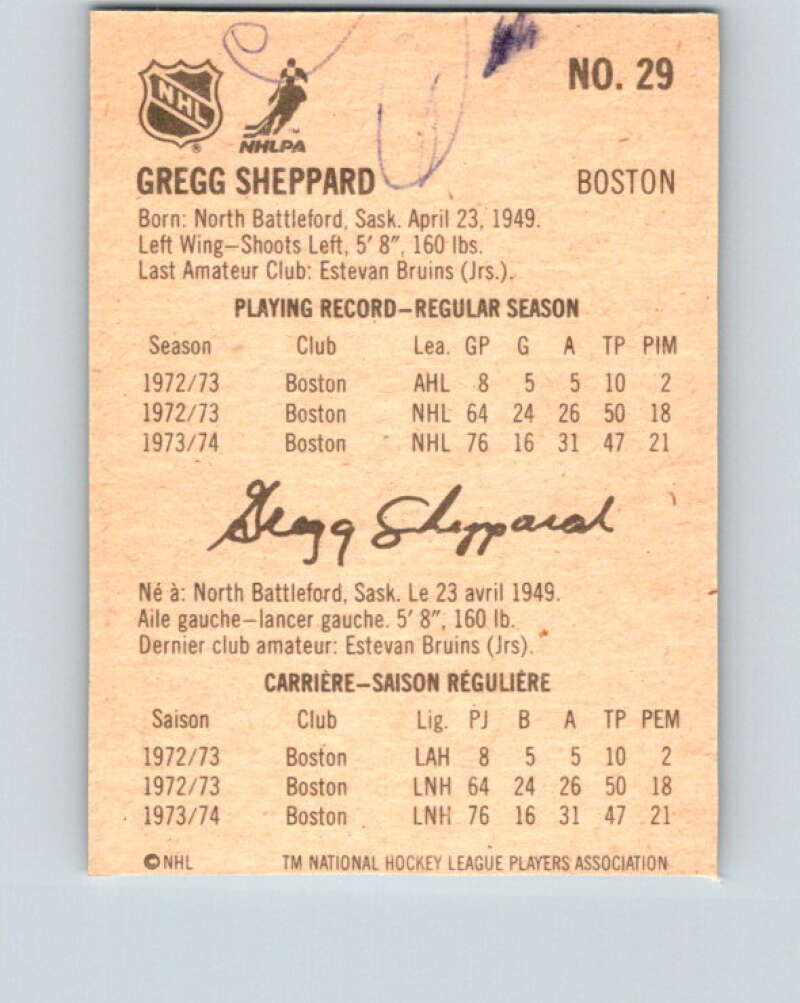 NO. 29
NHL
NHLPA
GREGG SHEPPARD BOSTON
Born: North Battleford, Sask. April 23, 1949.
Left Wing–Shoots Left, 5′ 8″, 160 lbs.
Last Amateur Club: Estevan Bruins (Jrs.).
PLAYING RECORD–REGULAR SEASON
Season Club Lea. GP G A TP PIM
1972/73 Boston AHL 8 5 5 10 2
1972/73 Boston NHL 64 24 26 50 18
1973/74 Boston NHL 76 16 31 47 21
Gregg Sheppard
Né à: North Battleford, Sask. Le 23 avril 1949.
Aile gauche–lancer gauche. 5′ 8″, 160 lb.
Dernier club amateur: Estevan Bruins (Jrs).
CARRIÈRE–SAISON RÉGULIÈRE
Saison Club Lig. PJ B A TP PEM
1972/73 Boston LAH 8 5 5 10 2
1972/73 Boston LNH 64 24 26 50 18
1973/74 Boston LNH 76 16 31 47 21
©NHL TM NATIONAL HOCKEY LEAGUE PLAYERS ASSOCIATION